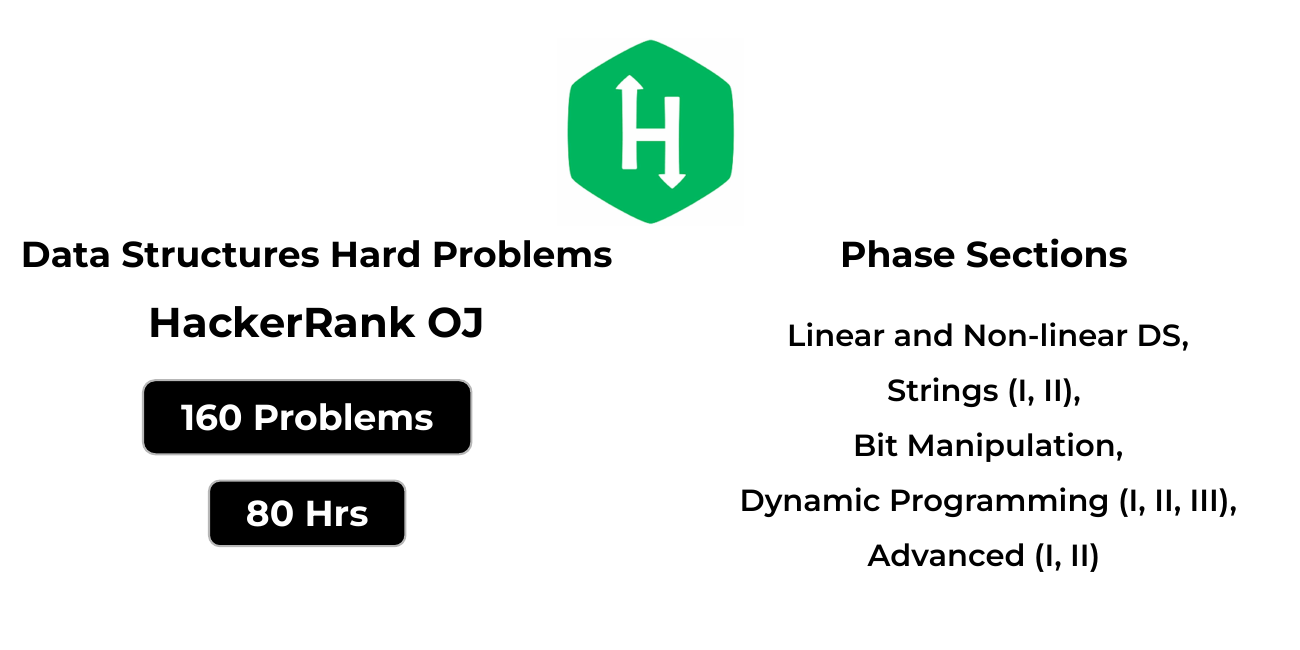 Data Structures Hard Problems
HackerRank OJ
160 Problems
80 Hrs
Phase Sections
Linear and Non-linear DS,
Strings (I, II),
Bit Manipulation,
Dynamic Programming (I, II, III),
Advanced (I, II)